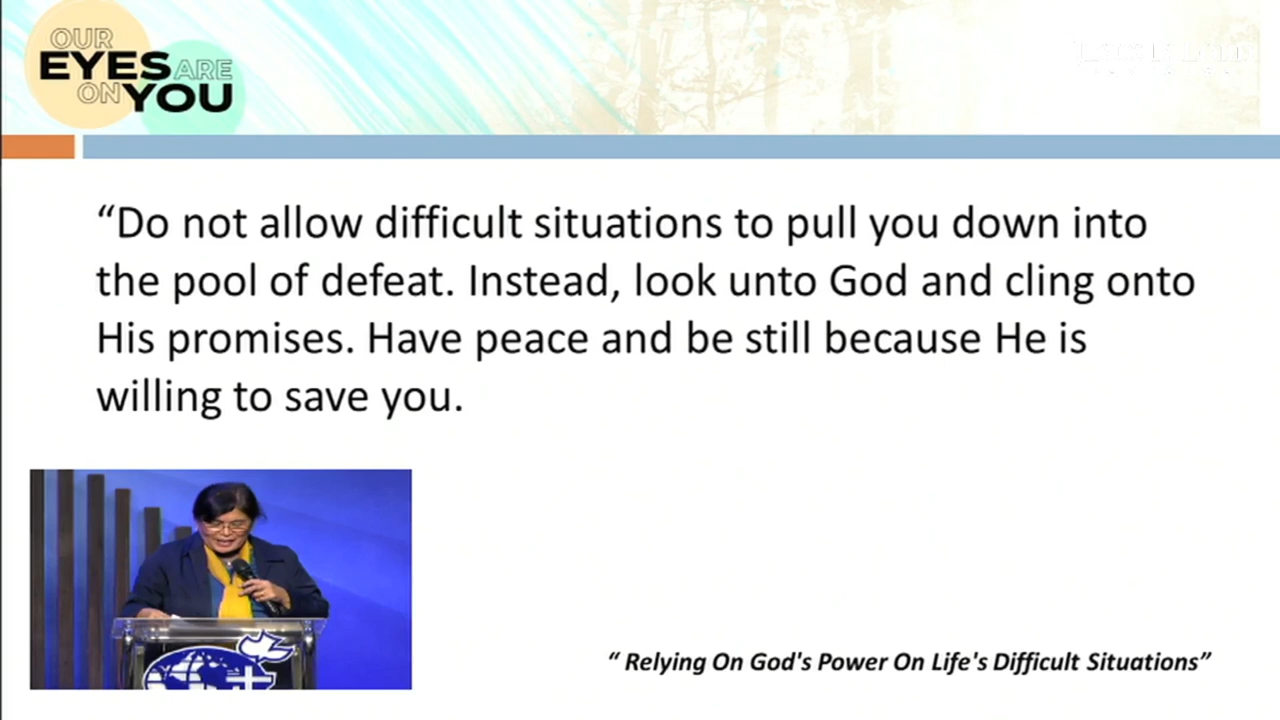 OUR
EYES ARE
ON YOU
“Do not allow difficult situations to pull you down into
the pool of defeat. Instead, look unto God and cling onto
His promises. Have peace and be still because He is
willing to save you.
“ Relying On God's Power On Life's Difficult Situations”